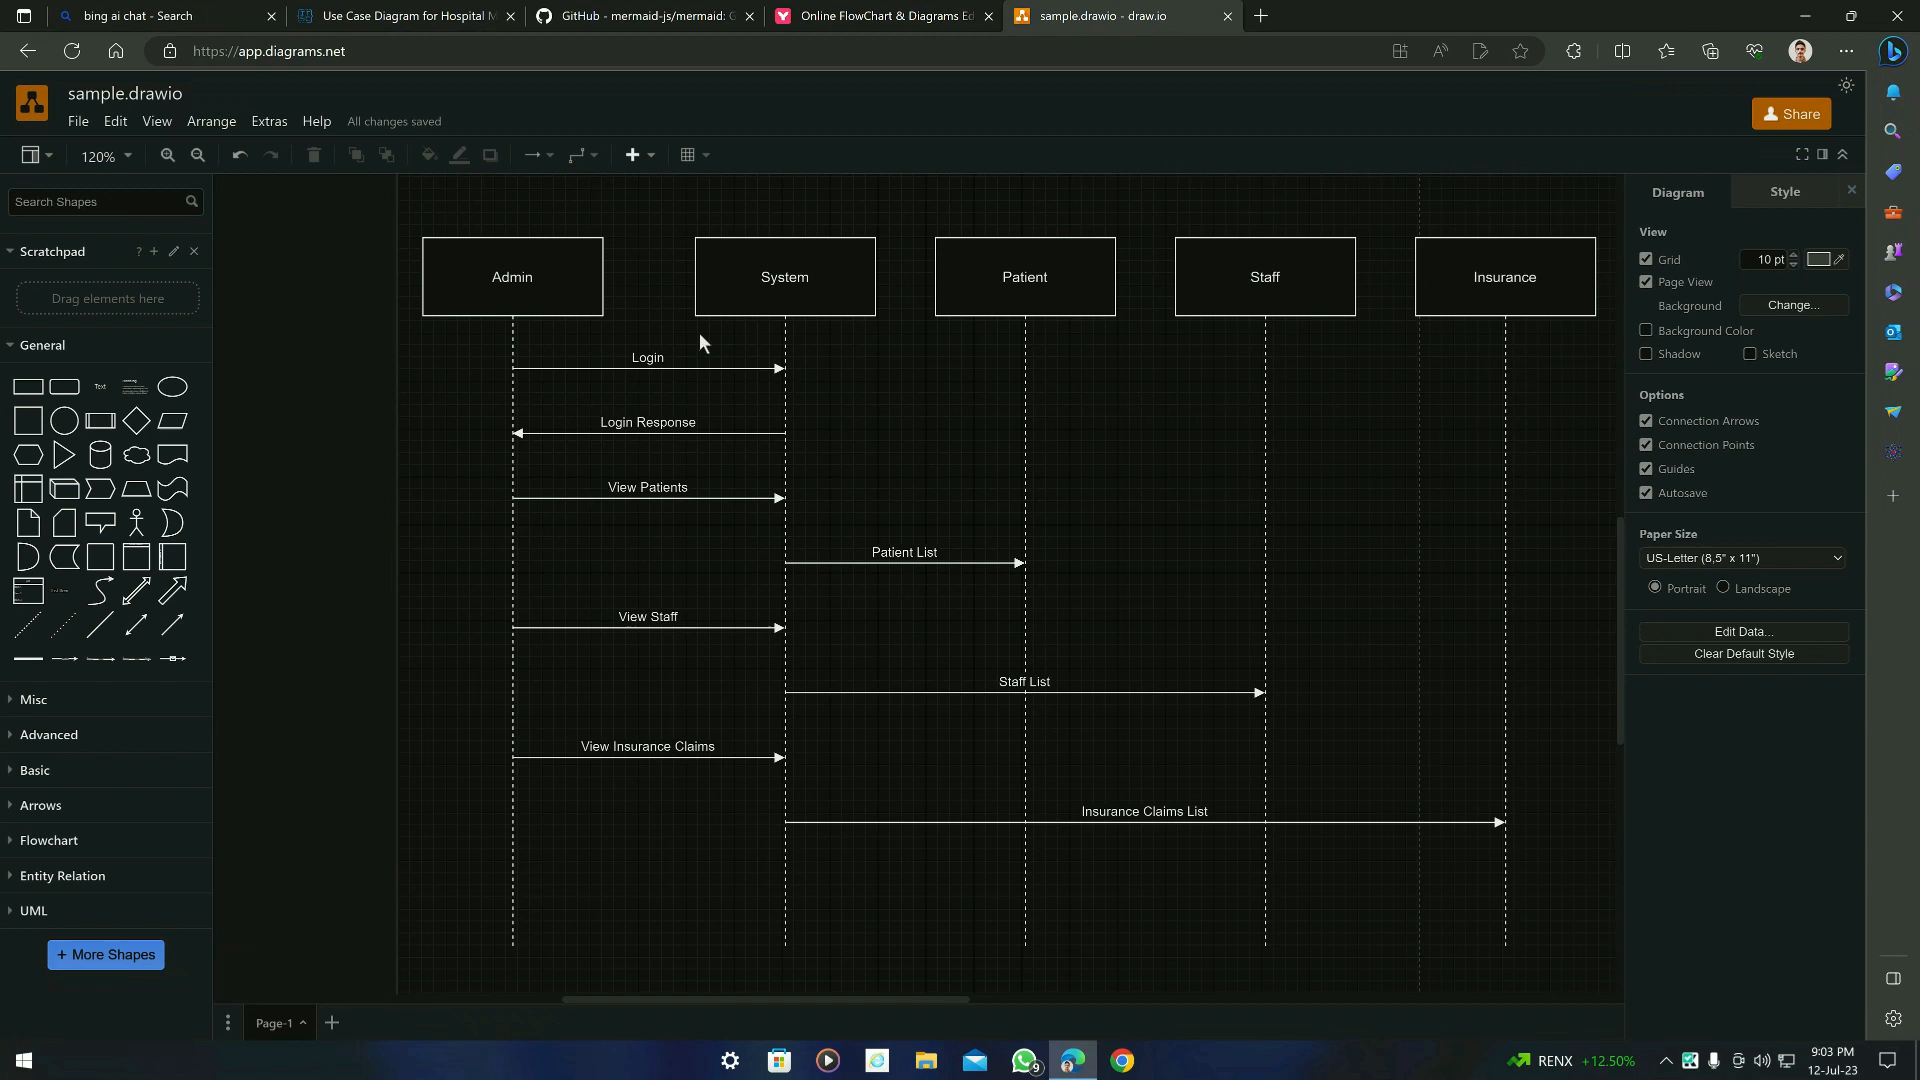 bing ai chat - Search
Use Case Diagram for Hospital M
GitHub - mermaid-js/mermaid: G
Online FlowChart & Diagrams Ed
sample.drawio - draw.io
https://app.diagrams.net
sample.drawio
File Edit View Arrange Extras Help All changes saved
Share
120%
Search Shapes
Scratchpad
?
Drag elements here
General
Text
Misc
Advanced
Basic
Arrows
Flowchart
Entity Relation
UML
+ More Shapes
Admin
System
Patient
Staff
Insurance
Login
Login Response
View Patients
Patient List
View Staff
Staff List
View Insurance Claims
Insurance Claims List
Diagram
Style
View
Grid
10 pt
Page View
Background
Change...
Background Color
Shadow
Sketch
Options
Connection Arrows
Connection Points
Guides
Autosave
Paper Size
US-Letter (8,5" x 11")
Portrait
Landscape
Edit Data...
Clear Default Style
Page-1
9
RENX +12.50%
9:03 PM
12-Jul-23